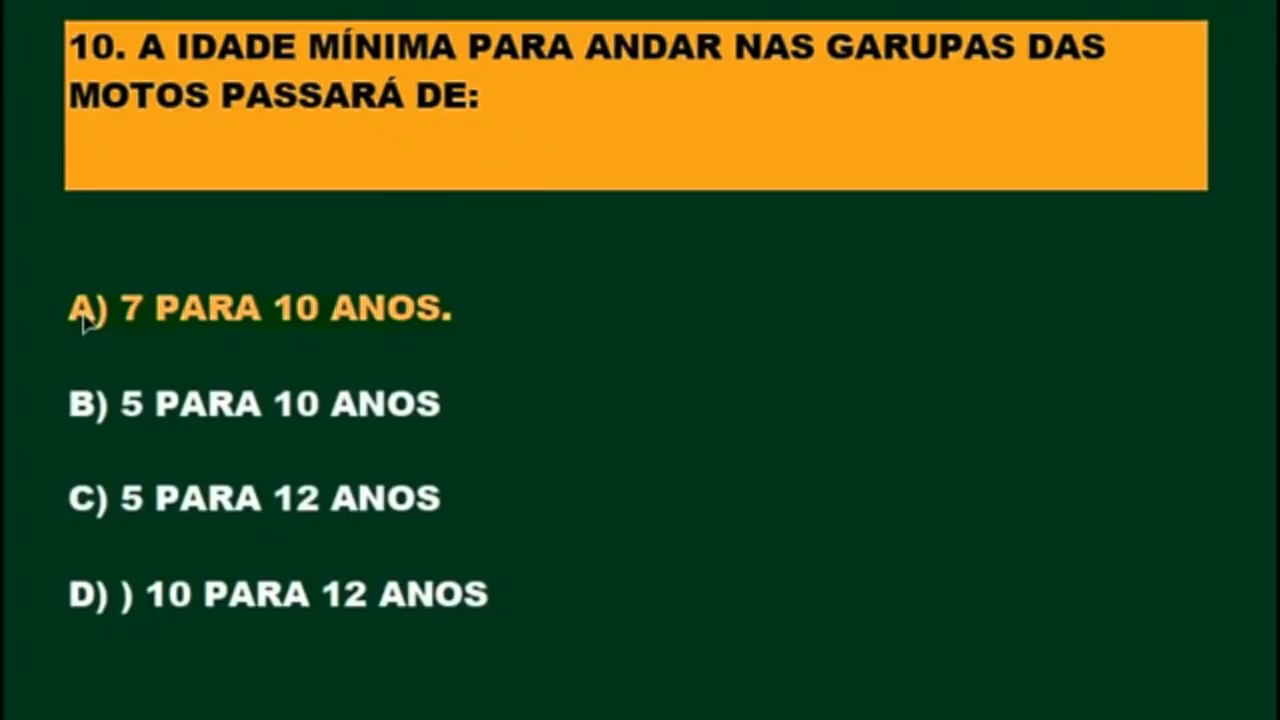 10. A IDADE MÍNIMA PARA ANDAR NAS GARUPAS DAS
MOTOS PASSARÁ DE:
A) 7 PARA 10 ANOS.
B) 5 PARA 10 ANOS
C) 5 PARA 12 ANOS
D) ) 10 PARA 12 ANOS